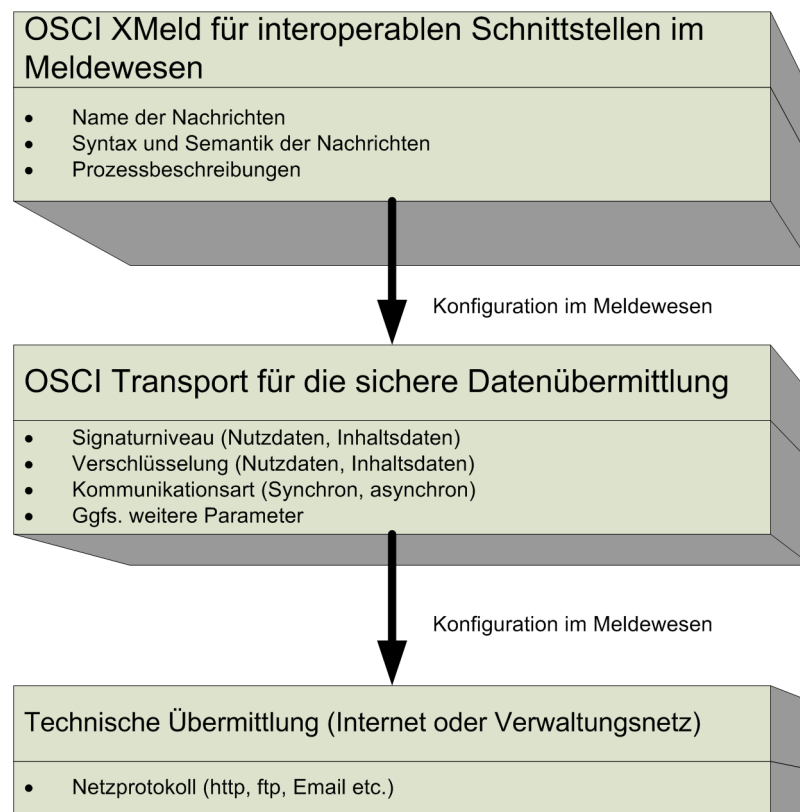 OSCI XMeld für interoperablen Schnittstellen im
Meldewesen
• Name der Nachrichten
• Syntax und Semantik der Nachrichten
• Prozessbeschreibungen
Konfiguration im Meldewesen
OSCI Transport für die sichere Datenübermittlung
• Signaturniveau (Nutzdaten, Inhaltsdaten)
• Verschlüsselung (Nutzdaten, Inhaltsdaten)
• Kommunikationsart (Synchron, asynchron)
• Ggfs. weitere Parameter
Konfiguration im Meldewesen
Technische Übermittlung (Internet oder Verwaltungsnetz)
• Netzprotokoll (http, ftp, Email etc.)